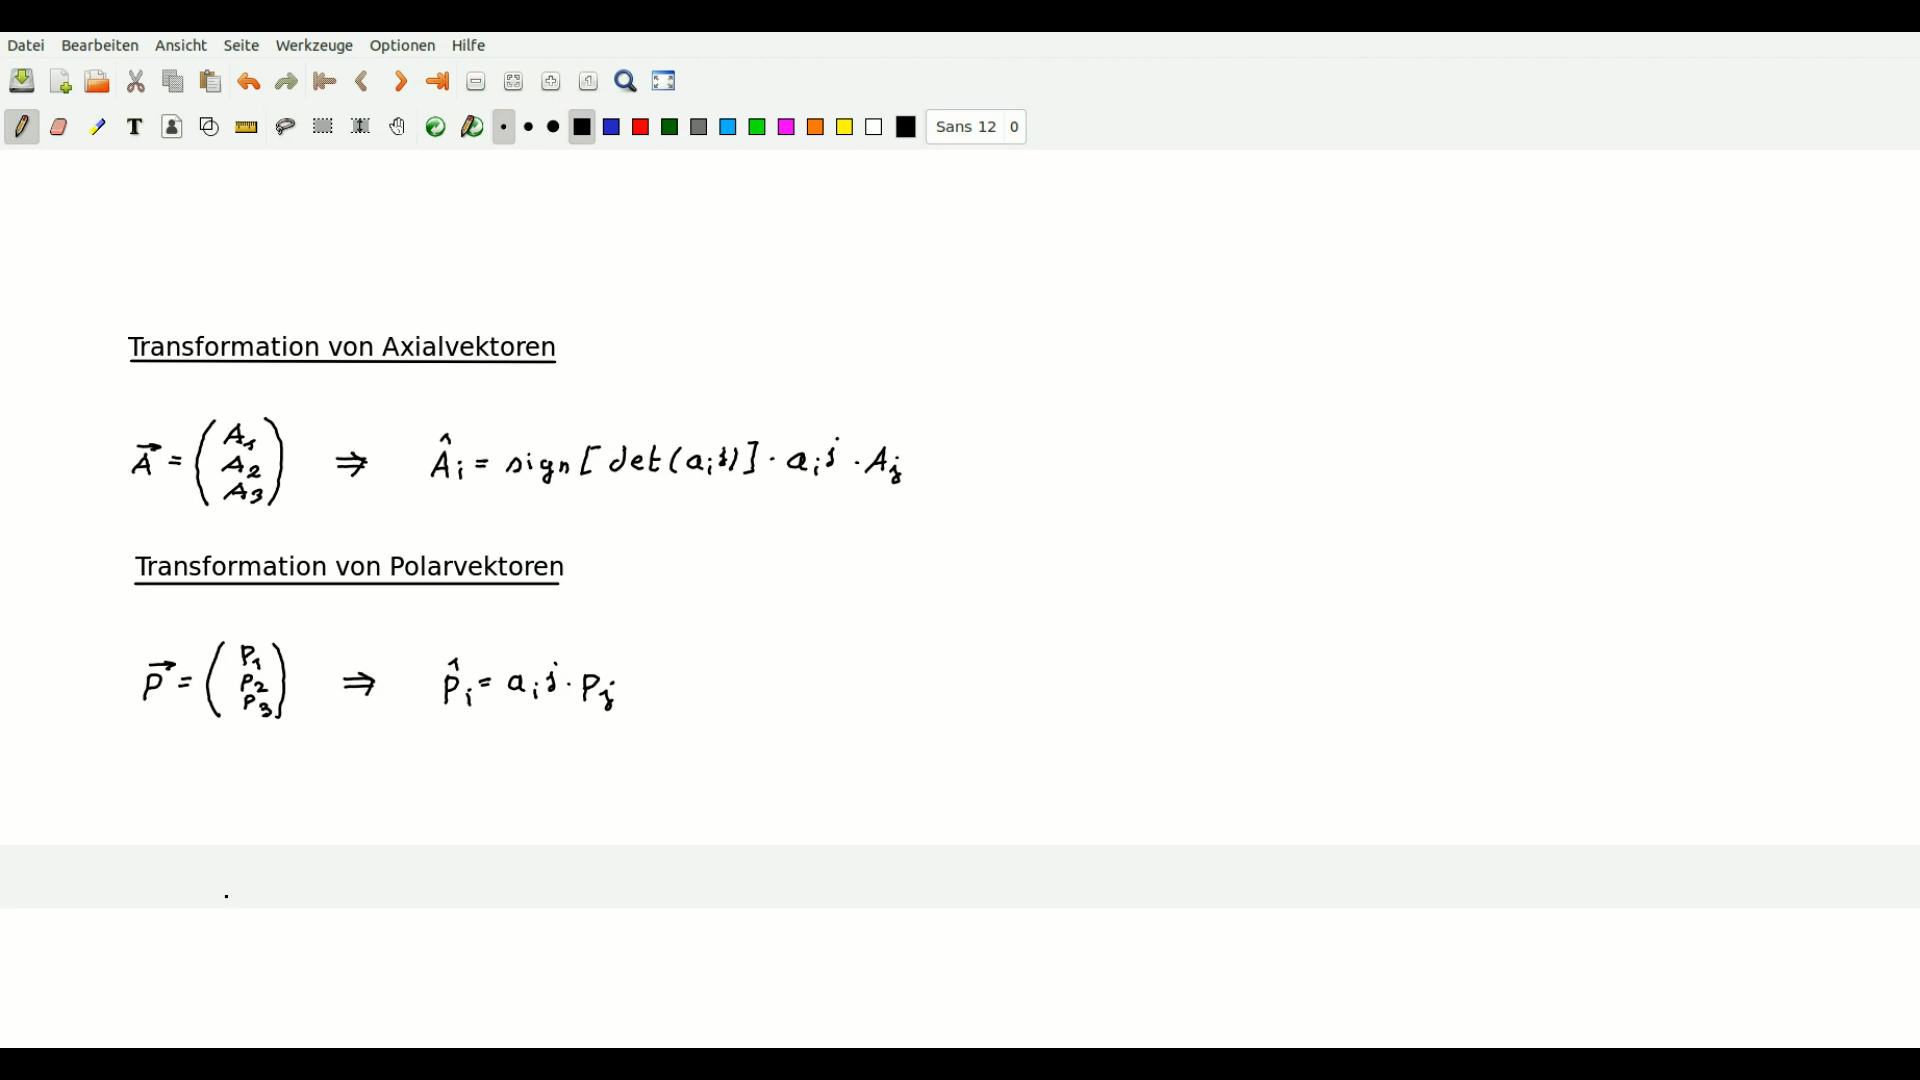 Datei Bearbeiten Ansicht Seite Werkzeuge Optionen Hilfe
T Sans 12 0
Transformation von Axialvektoren
A⃗ = (A₁ A₂ A₃) ⇒ Âᵢ = sign[det(aᵢʲ)] · aᵢʲ · Aⱼ
Transformation von Polarvektoren
P⃗ = (P₁ P₂ P₃) ⇒ P̂ᵢ = aᵢʲ · Pⱼ